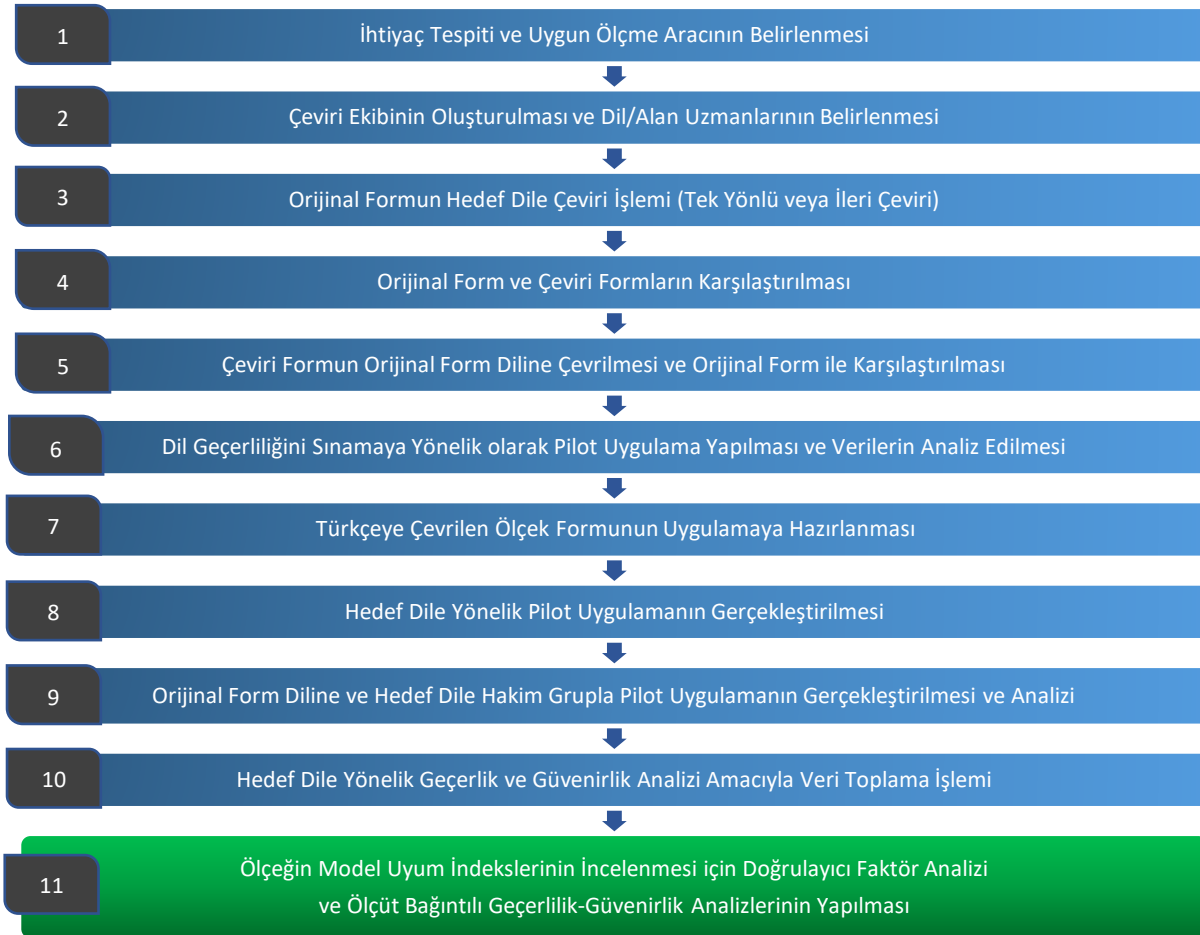 1
İhtiyaç Tespiti ve Uygun Ölçme Aracının Belirlenmesi
2
Çeviri Ekibinin Oluşturulması ve Dil/Alan Uzmanlarının Belirlenmesi
3
Orijinal Formun Hedef Dile Çeviri İşlemi (Tek Yönlü veya İleri Çeviri)
4
Orijinal Form ve Çeviri Formların Karşılaştırılması
5
Çeviri Formun Orijinal Form Diline Çevrilmesi ve Orijinal Form ile Karşılaştırılması
6
Dil Geçerliliğini Sınamaya Yönelik olarak Pilot Uygulama Yapılması ve Verilerin Analiz Edilmesi
7
Türkçeye Çevrilen Ölçek Formunun Uygulamaya Hazırlanması
8
Hedef Dile Yönelik Pilot Uygulamanın Gerçekleştirilmesi
9
Orijinal Form Diline ve Hedef Dile Hakim Grupla Pilot Uygulamanın Gerçekleştirilmesi ve Analizi
10
Hedef Dile Yönelik Geçerlik ve Güvenirlik Analizi Amacıyla Veri Toplama İşlemi
11
Ölçeğin Model Uyum İndekslerinin İncelenmesi için Doğrulayıcı Faktör Analizi
ve Ölçüt Bağıntılı Geçerlilik-Güvenirlik Analizlerinin Yapılması